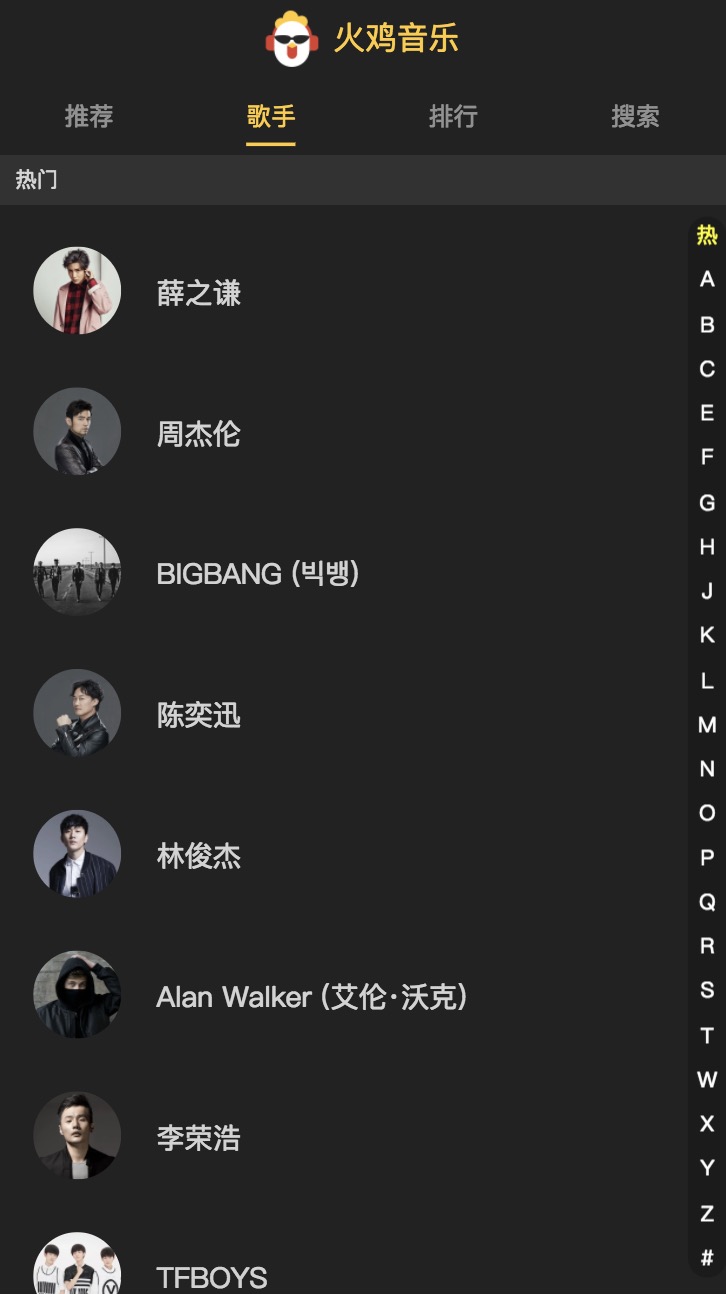 火鸡音乐
推荐 歌手 排行 搜索
热门
薛之谦
周杰伦
BIGBANG (빅뱅)
陈奕迅
林俊杰
Alan Walker (艾伦·沃克)
李荣浩
TFBOYS
热
A
B
C
E
F
G
H
J
K
L
M
N
O
P
Q
R
S
T
W
X
Y
Z
#